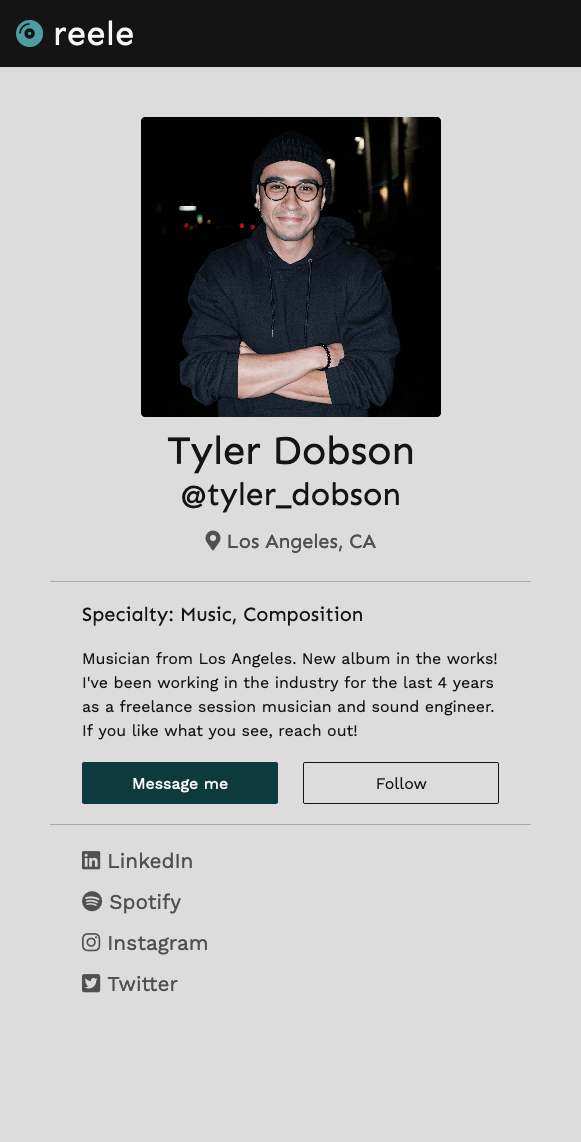 reele
Tyler Dobson
@tyler_dobson
Los Angeles, CA
Specialty: Music, Composition
Musician from Los Angeles. New album in the works!
I've been working in the industry for the last 4 years
as a freelance session musician and sound engineer.
If you like what you see, reach out!
Message me
Follow
LinkedIn
Spotify
Instagram
Twitter